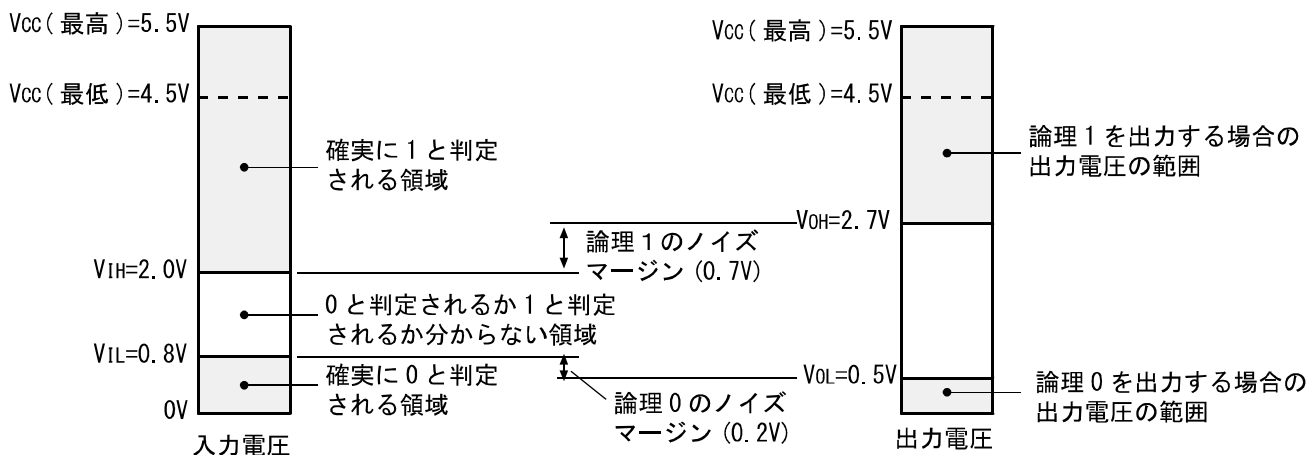 Vcc(最高)=5.5V
Vcc(最低)=4.5V
確実に1と判定
される領域
VIH=2.0V
0と判定されるか1と判定
されるか分からない領域
VIL=0.8V
確実に0と判定
される領域
0V
入力電圧
論理1のノイズ
マージン(0.7V)
論理0のノイズ
マージン(0.2V)
Vcc(最高)=5.5V
Vcc(最低)=4.5V
論理1を出力する場合の
出力電圧の範囲
VOH=2.7V
VOL=0.5V
論理0を出力する場合の
出力電圧の範囲
出力電圧